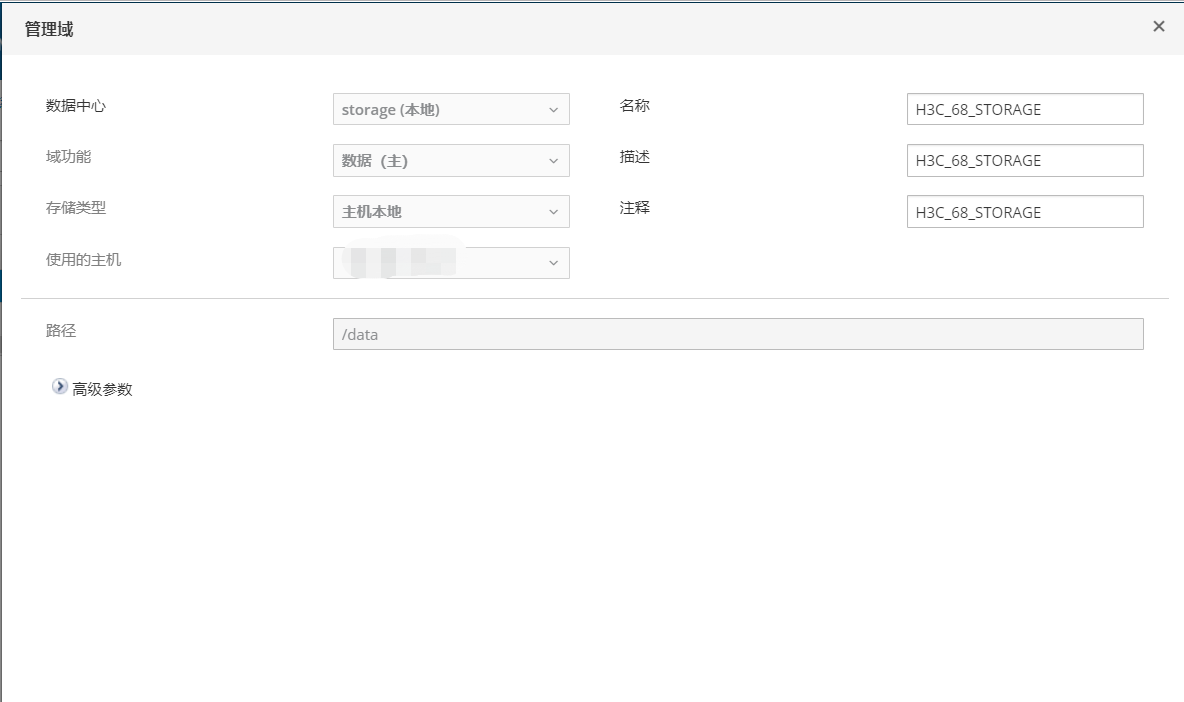 管理域
数据中心 storage (本地) 名称 H3C_68_STORAGE
域功能 数据（主） 描述 H3C_68_STORAGE
存储类型 主机本地 注释 H3C_68_STORAGE
使用的主机
路径 /data
高级参数